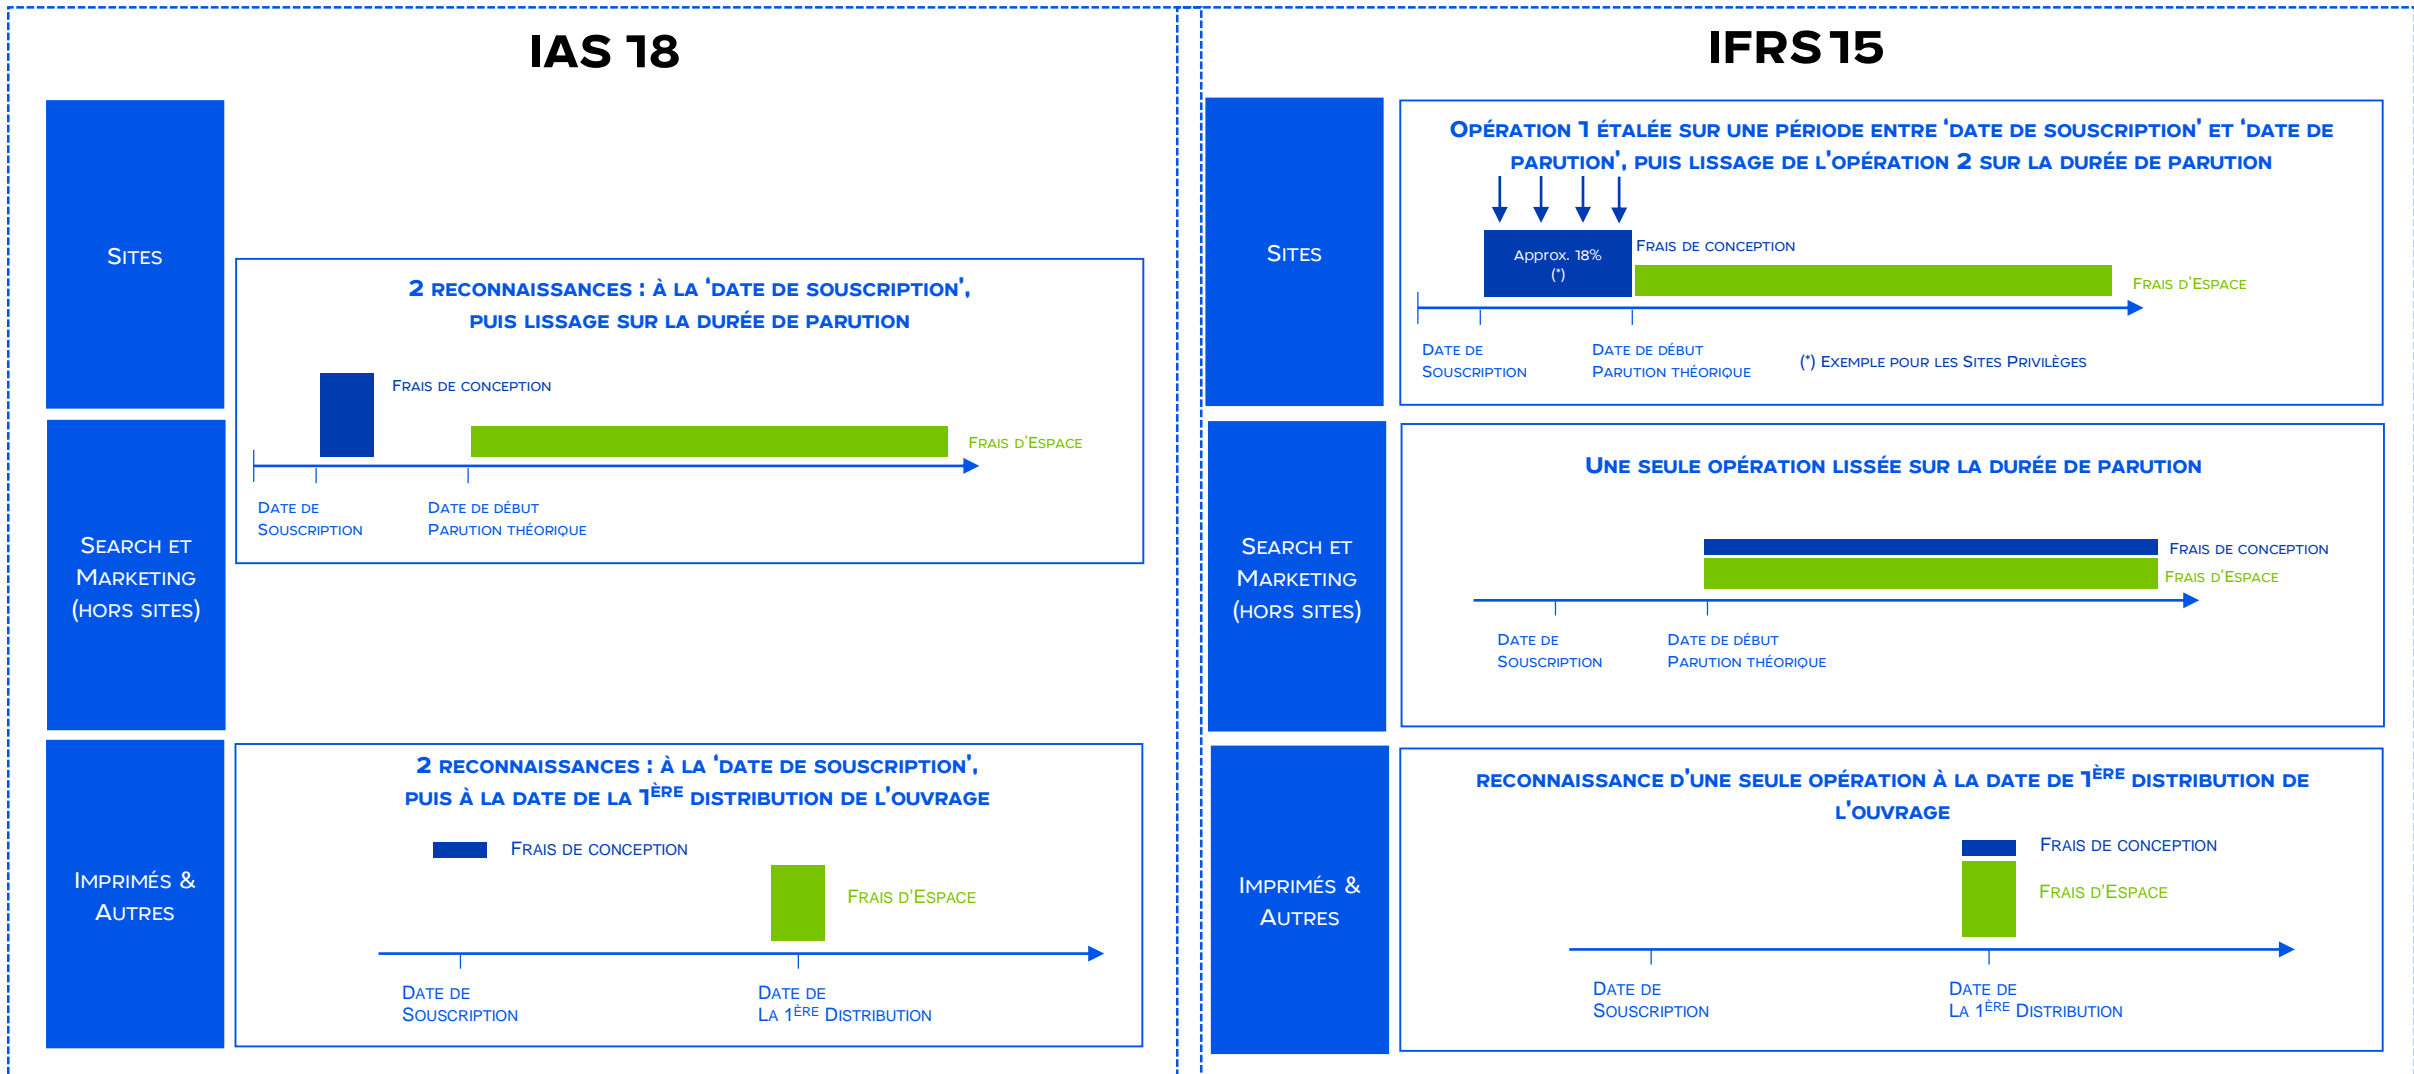 IAS 18
Sites
2 reconnaissances : à la ‘date de souscription’,
puis lissage sur la durée de parution
Frais de conception
Frais d'Espace
Date de
Souscription
Date de début
Parution théorique
Search et
Marketing
(hors sites)
Imprimés &
Autres
2 reconnaissances : à la ‘date de souscription’,
puis à la date de la 1ère distribution de l'ouvrage
Frais de conception
Frais d'Espace
Date de
Souscription
Date de
La 1ère Distribution
IFRS 15
Sites
Opération 1 étalée sur une période entre ‘date de souscription’ et ‘date de
parution’, puis lissage de l'opération 2 sur la durée de parution
Approx. 18%
(*)
Frais de conception
Frais d'Espace
Date de
Souscription
Date de début
Parution théorique
(*) Exemple pour les Sites Privilèges
Search et
Marketing
(hors sites)
Une seule opération lissée sur la durée de parution
Frais de conception
Frais d'Espace
Date de
Souscription
Date de début
Parution théorique
Imprimés &
Autres
reconnaissance d'une seule opération à la date de 1ère distribution de
l'ouvrage
Frais de conception
Frais d'Espace
Date de
Souscription
Date de
La 1ère Distribution